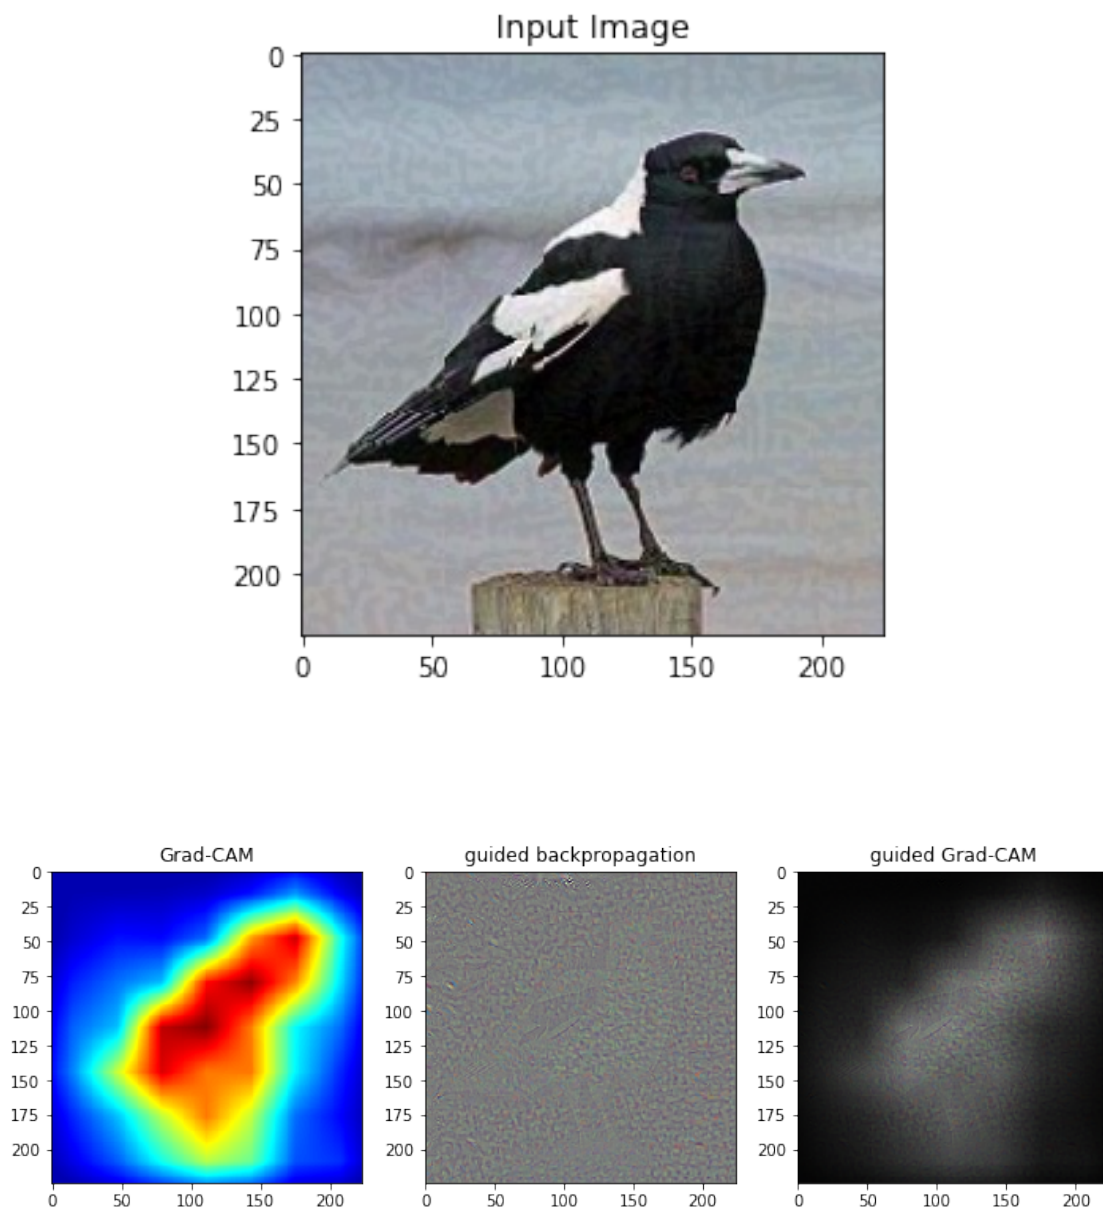 Input Image
0
25
50
75
100
125
150
175
200
0 50 100 150 200
Grad-CAM guided backpropagation guided Grad-CAM
0 0 0
25 25 25
50 50 50
75 75 75
100 100 100
125 125 125
150 150 150
175 175 175
200 200 200
0 50 100 150 200 0 50 100 150 200 0 50 100 150 200